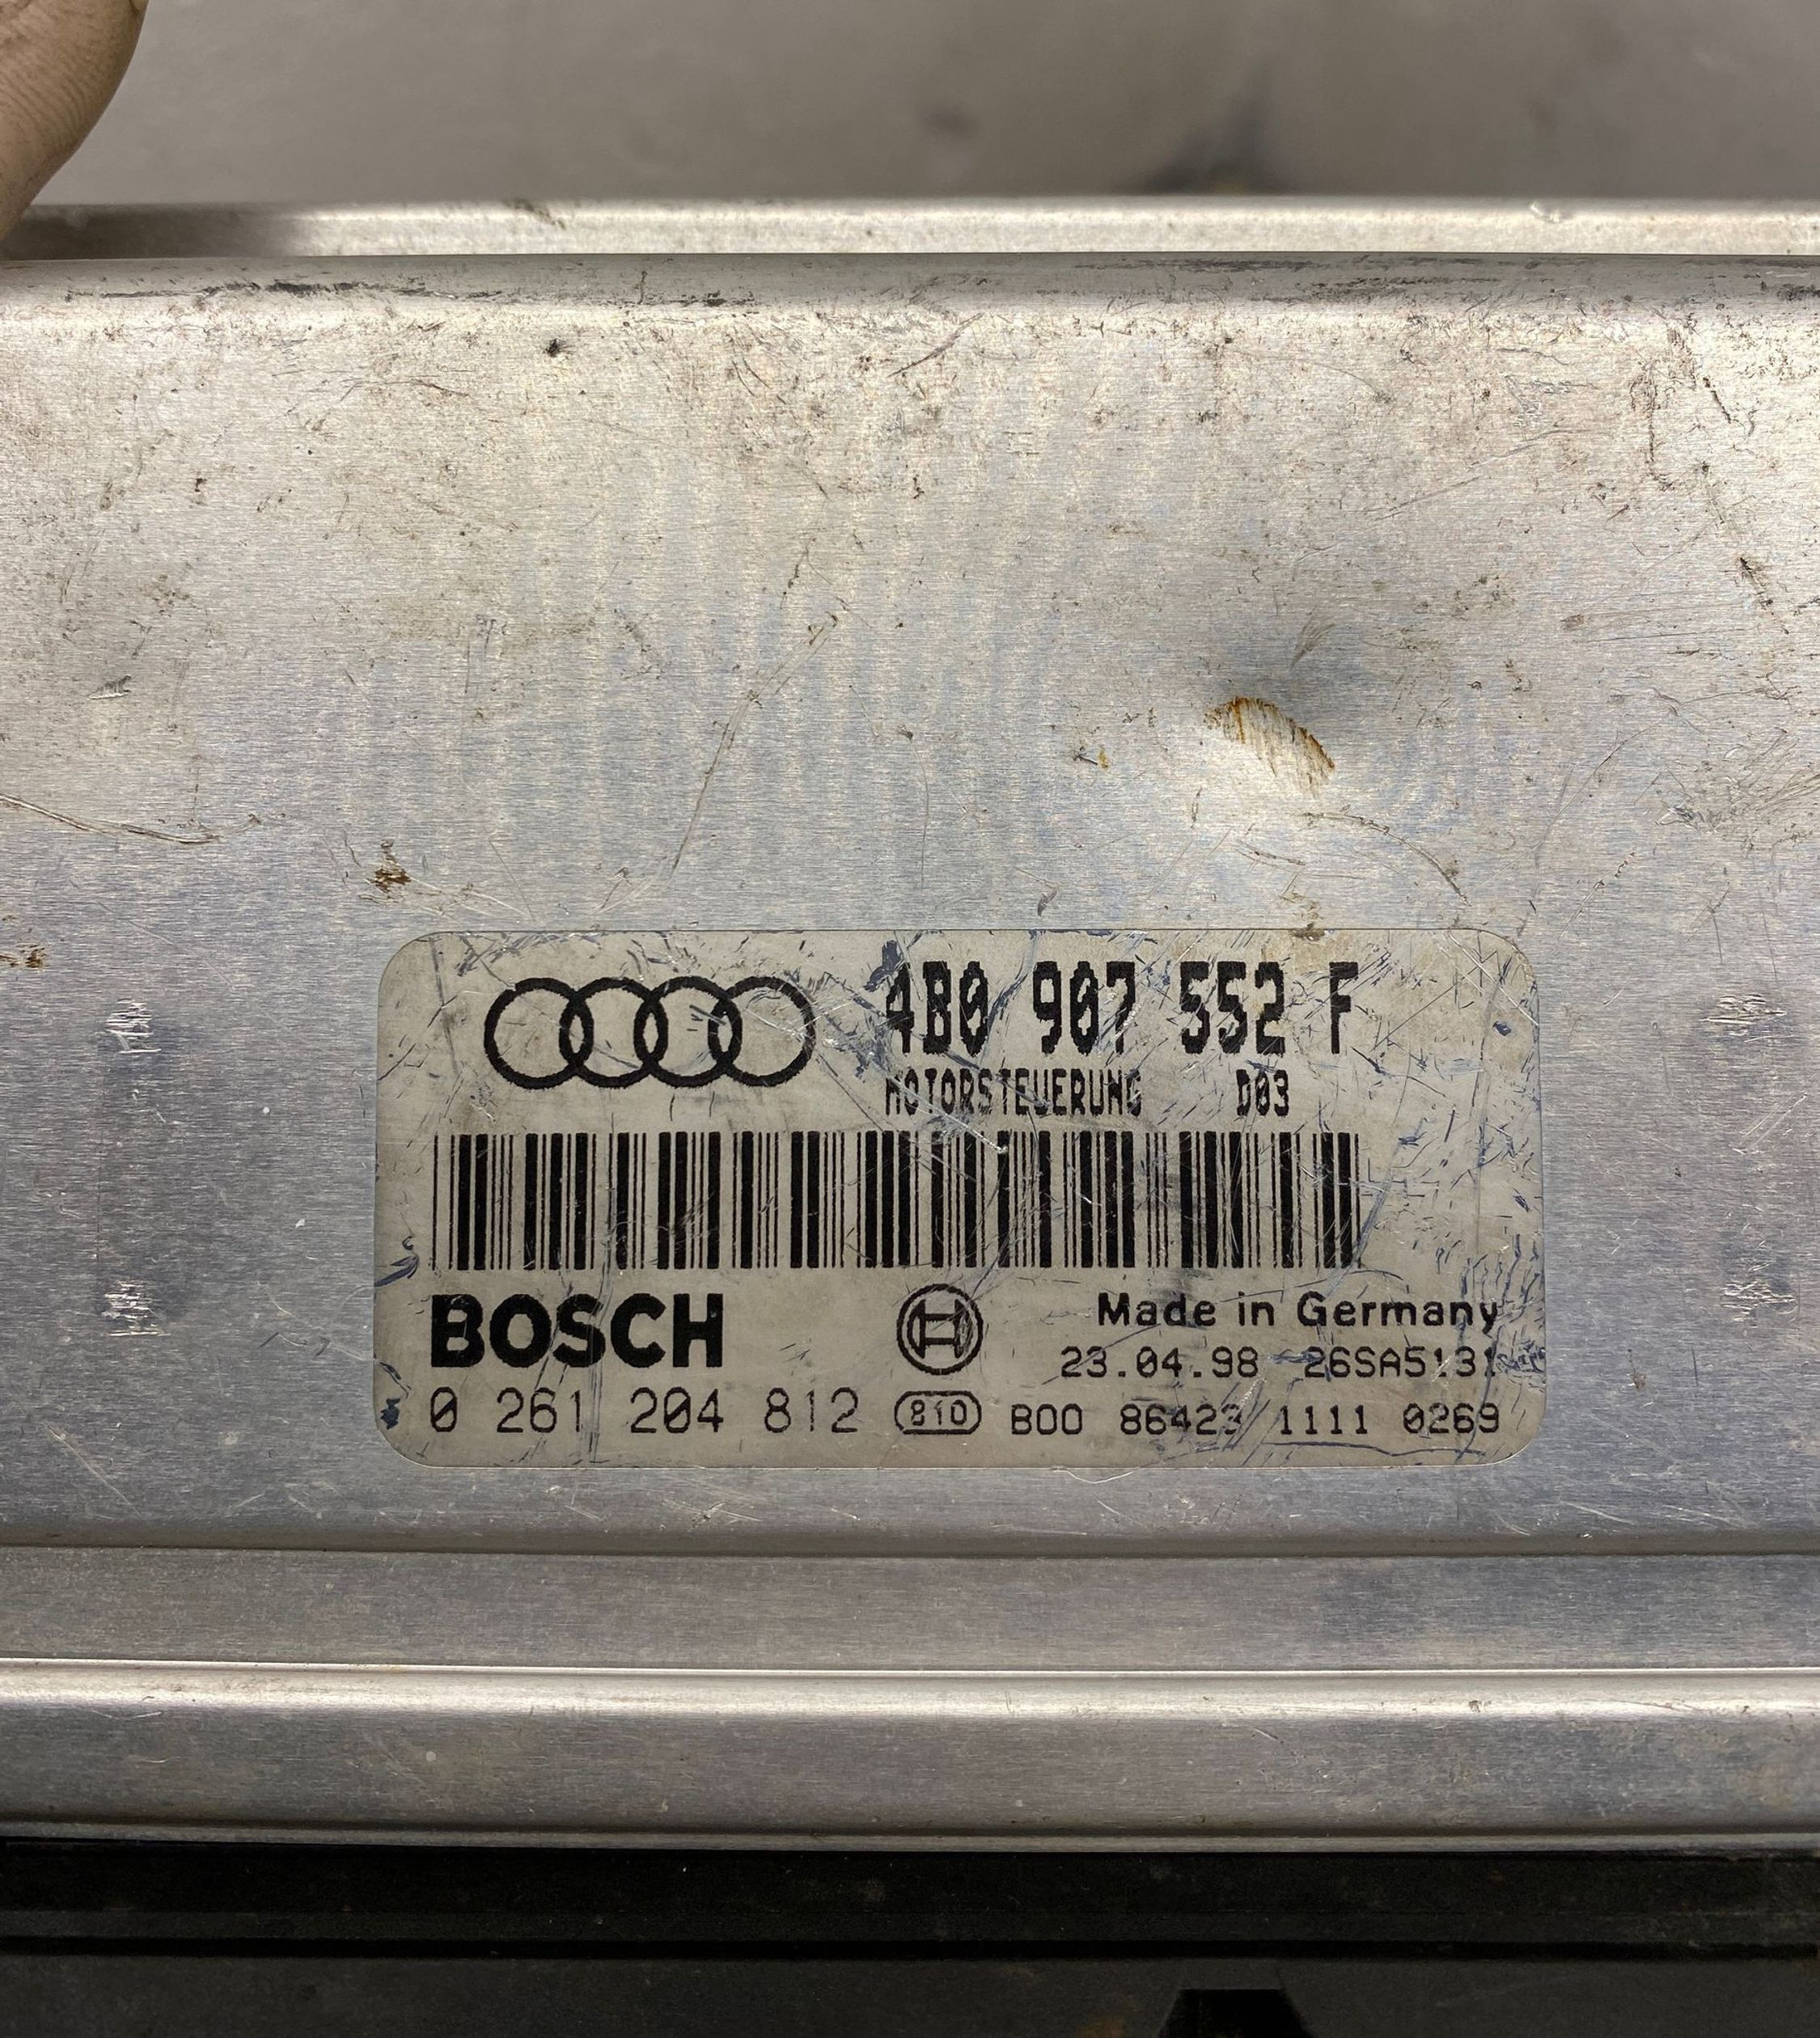 4B0 907 552 F
MOTORSTEUERUNG D03
BOSCH
Made in Germany
23.04.98 26SA5131
0 261 204 812 810 B00 86423 1111 0269